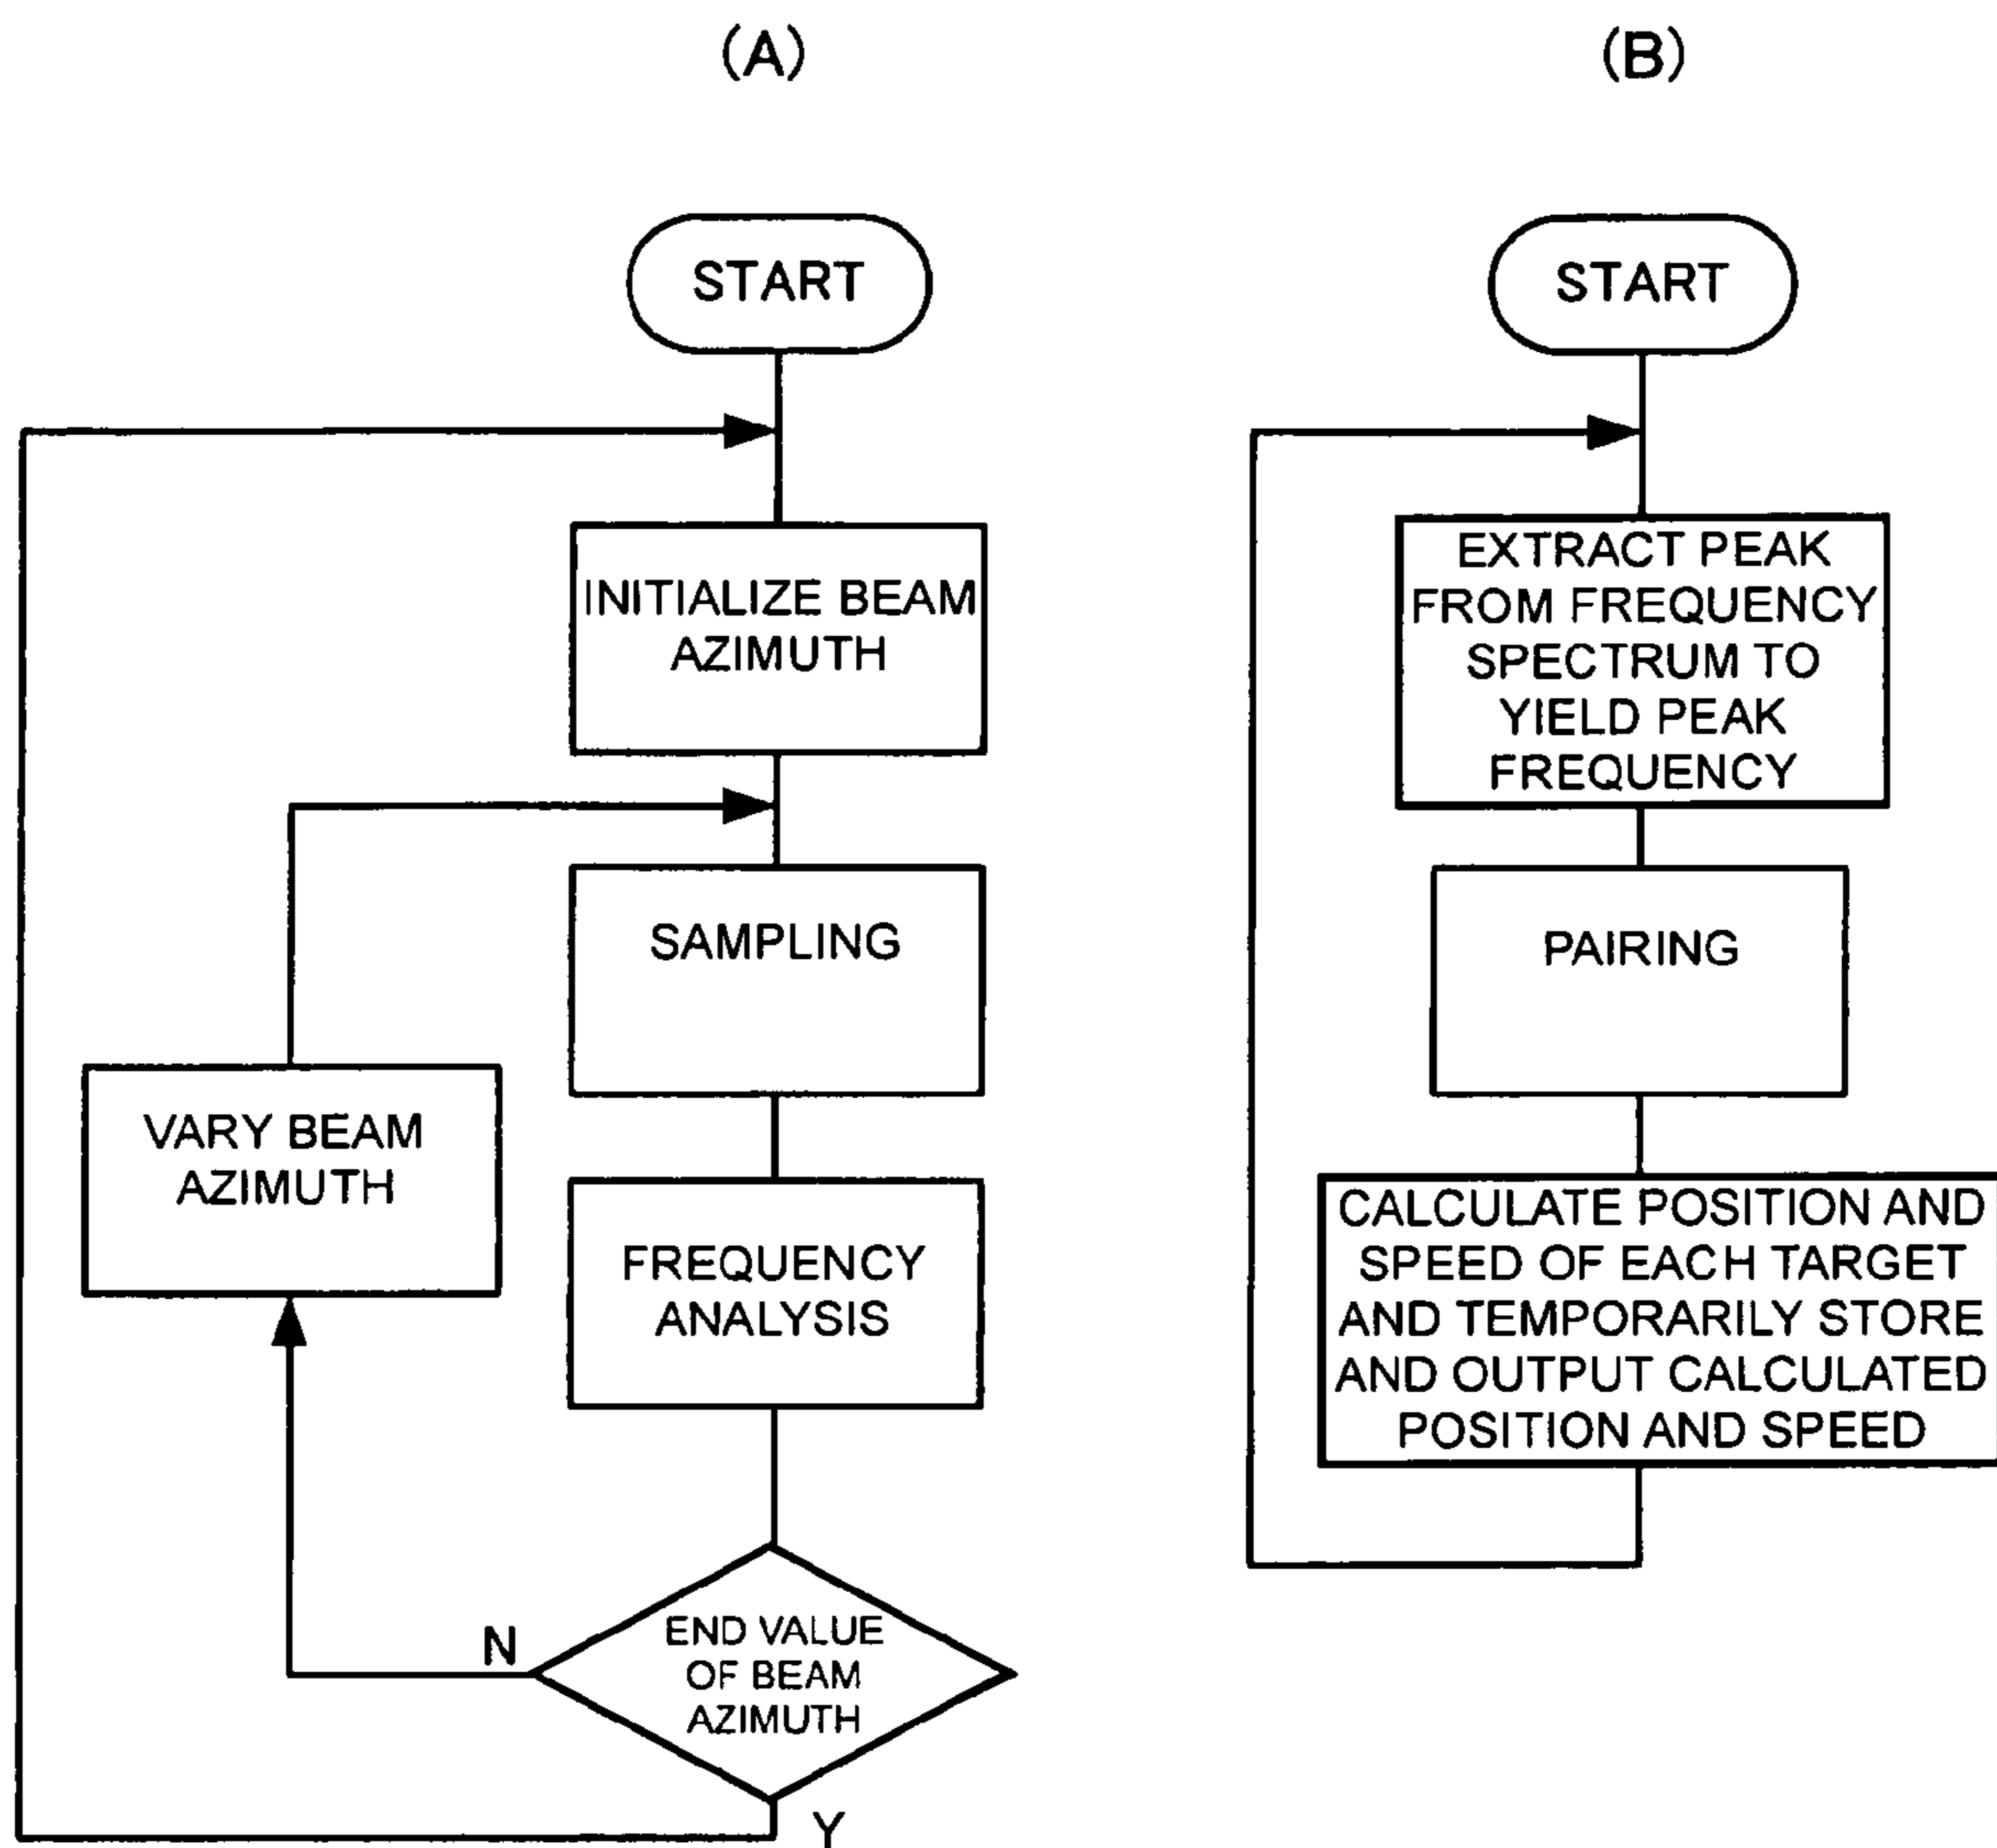 (A)
START
INITIALIZE BEAM
AZIMUTH
SAMPLING
VARY BEAM
AZIMUTH
FREQUENCY
ANALYSIS
N
END VALUE
OF BEAM
AZIMUTH
Y
(B)
START
EXTRACT PEAK
FROM FREQUENCY
SPECTRUM TO
YIELD PEAK
FREQUENCY
PAIRING
CALCULATE POSITION AND
SPEED OF EACH TARGET
AND TEMPORARILY STORE
AND OUTPUT CALCULATED
POSITION AND SPEED